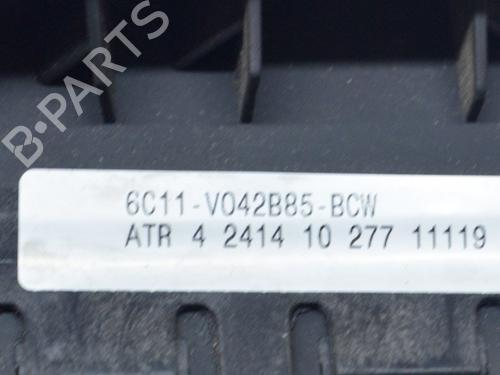 B-PARTS
6C11-V042B85-BCW
ATR 4 2414 10 277 11119